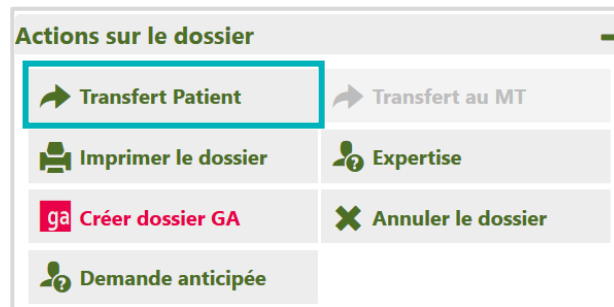 Actions sur le dossier
Transfert Patient
Transfert au MT
Imprimer le dossier
Expertise
ga Créer dossier GA
Annuler le dossier
Demande anticipée